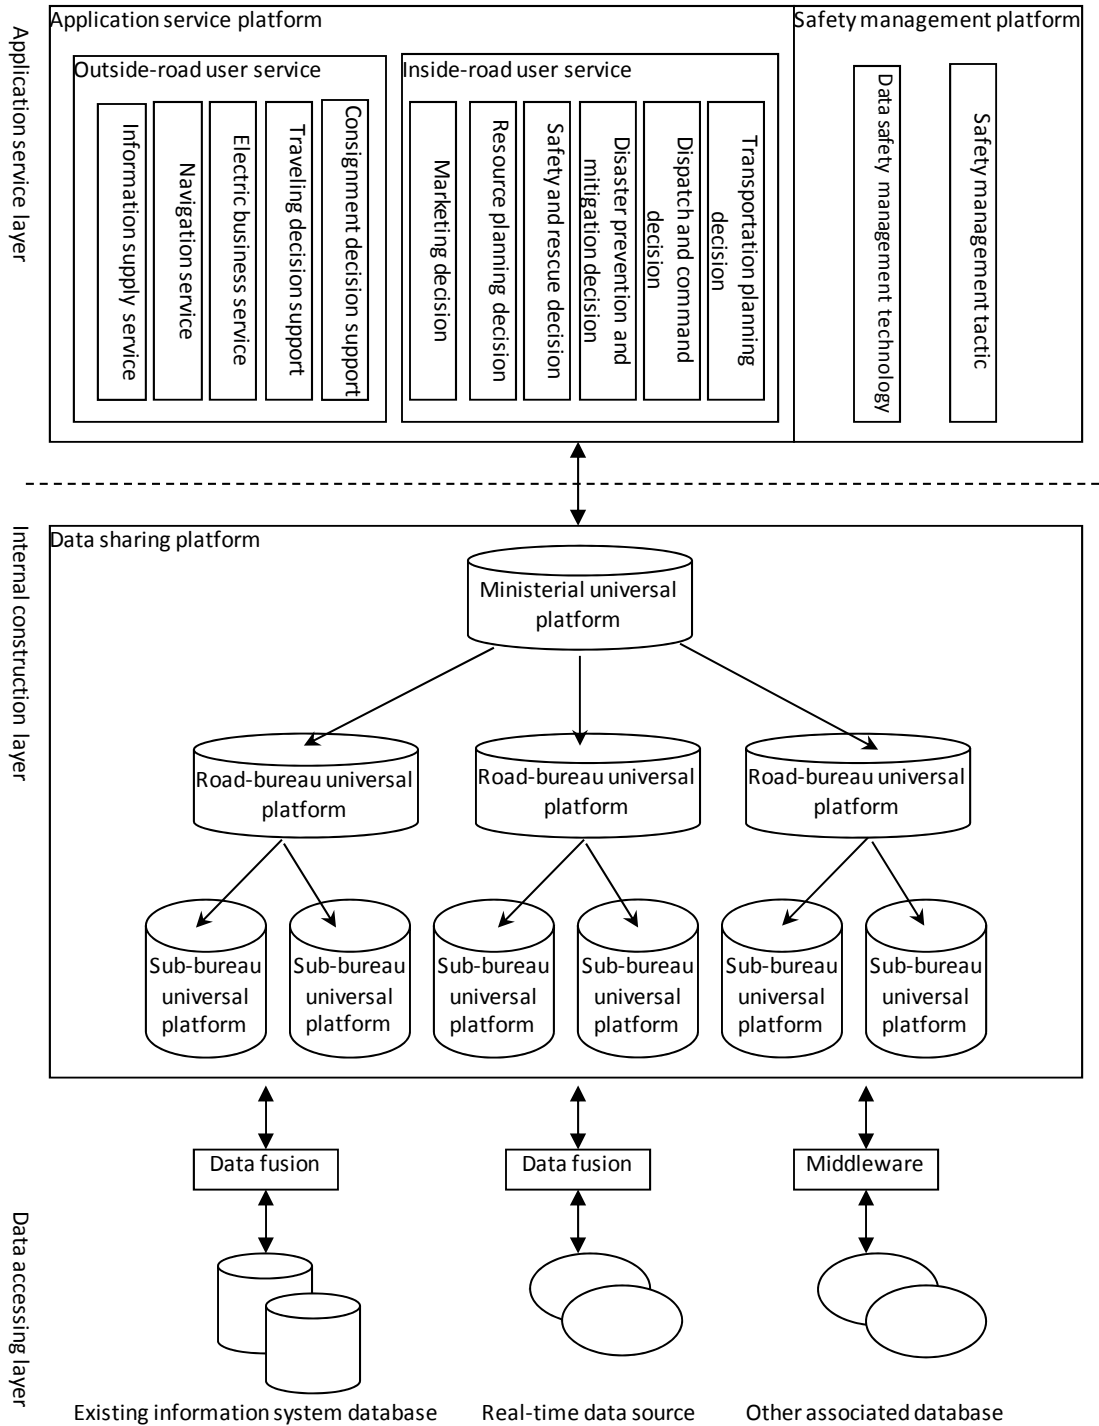 Application service layer
Application service platform
Safety management platform
Outside-road user service
Inside-road user service
Information supply service
Navigation service
Electric business service
Traveling decision support
Consignment decision support
Marketing decision
Resource planning decision
Safety and rescue decision
Disaster prevention and
mitigation decision
Dispatch and command
decision
Transportation planning
decision
Data safety management technology
Safety management tactic
Internal construction layer
Data sharing platform
Ministerial universal
platform
Road-bureau universal
platform
Road-bureau universal
platform
Road-bureau universal
platform
Sub-bureau
universal
platform
Sub-bureau
universal
platform
Sub-bureau
universal
platform
Sub-bureau
universal
platform
Sub-bureau
universal
platform
Sub-bureau
universal
platform
Data accessing layer
Data fusion
Data fusion
Middleware
Existing information system database
Real-time data source
Other associated database